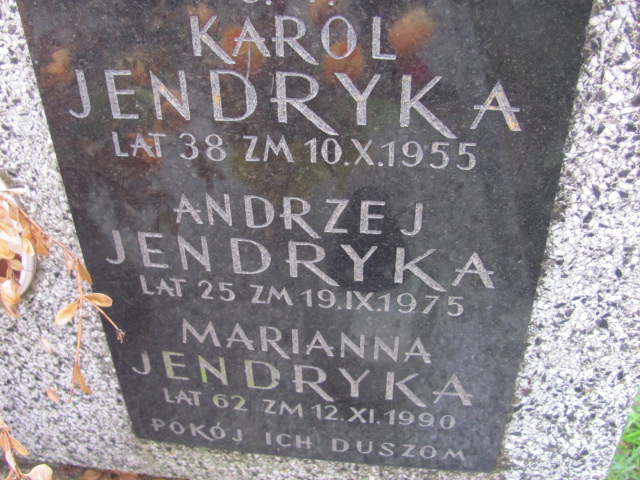 KAROL
JENDRYKA
LAT 38 ZM 10.X.1955
ANDRZEJ
JENDRYKA
LAT 25 ZM 19.IX.1975
MARIANNA
JENDRYKA
LAT 62 ZM 12.XI.1990
POKÓJ ICH DUSZOM